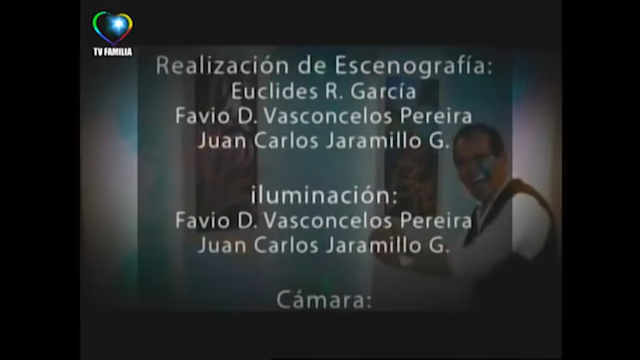 TV FAMILIA
Realización de Escenografía:
Euclides R. García
Favio D. Vasconcelos Pereira
Juan Carlos Jaramillo G.
iluminación:
Favio D. Vasconcelos Pereira
Juan Carlos Jaramillo G.
Cámara: